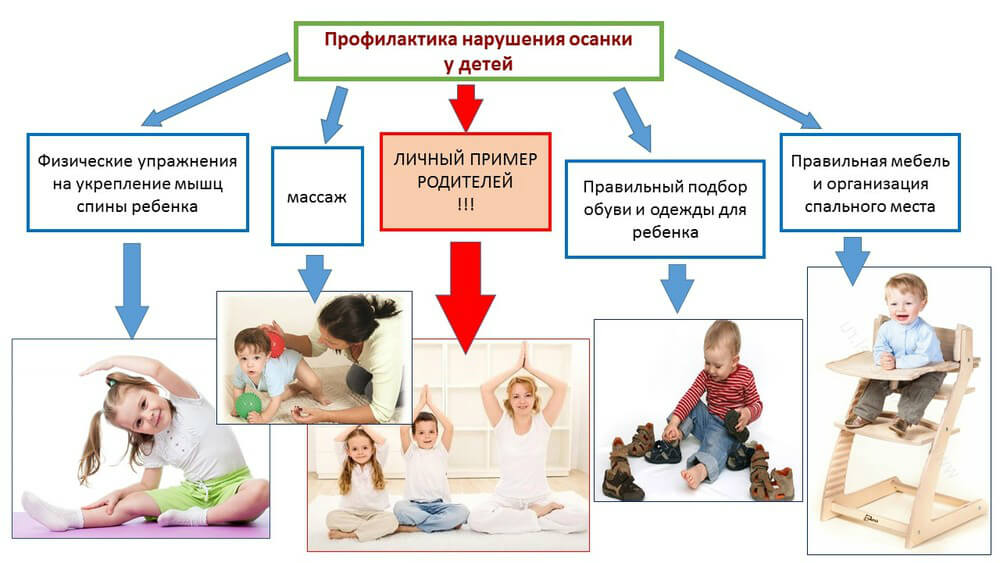 Профилактика нарушения осанки
у детей
Физические упражнения
на укрепление мышц
спины ребенка
массаж
ЛИЧНЫЙ ПРИМЕР
РОДИТЕЛЕЙ
!!!
Правильный подбор
обуви и одежды для
ребенка
Правильная мебель
и организация
спального места